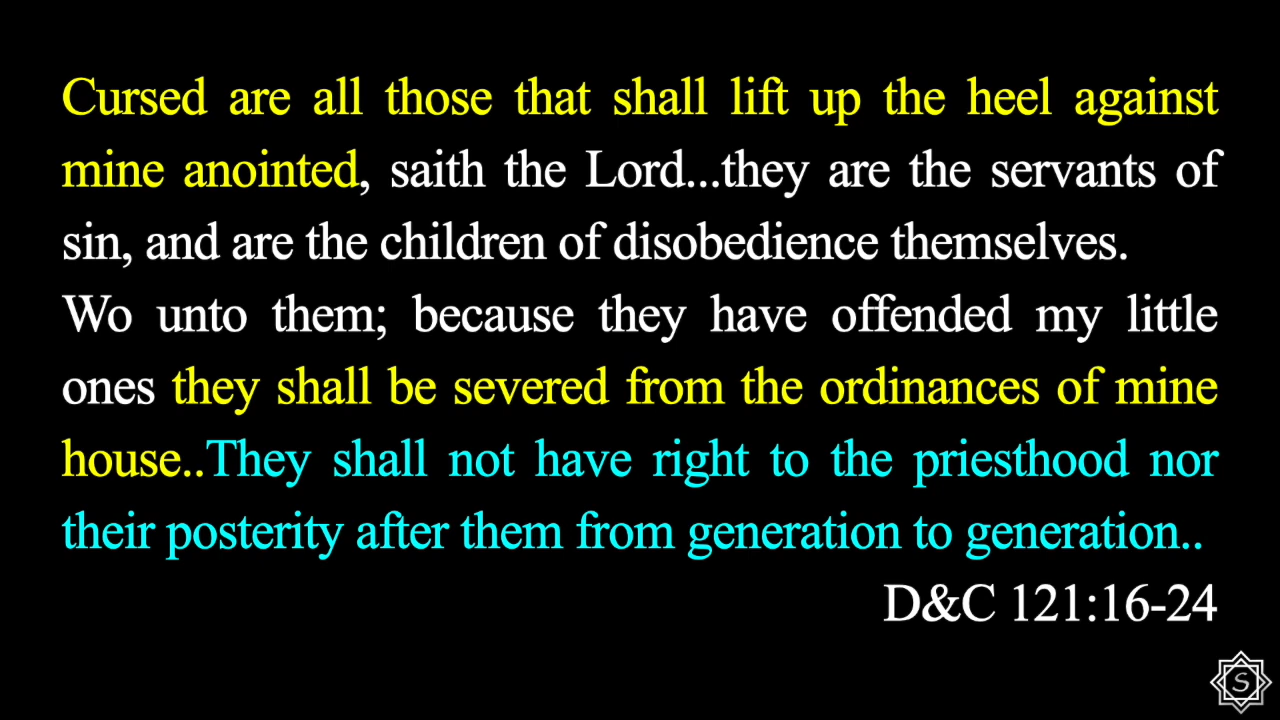 Cursed are all those that shall lift up the heel against
mine anointed, saith the Lord...they are the servants of
sin, and are the children of disobedience themselves.
Wo unto them; because they have offended my little
ones they shall be severed from the ordinances of mine
house..They shall not have right to the priesthood nor
their posterity after them from generation to generation..
D&C 121:16-24
S